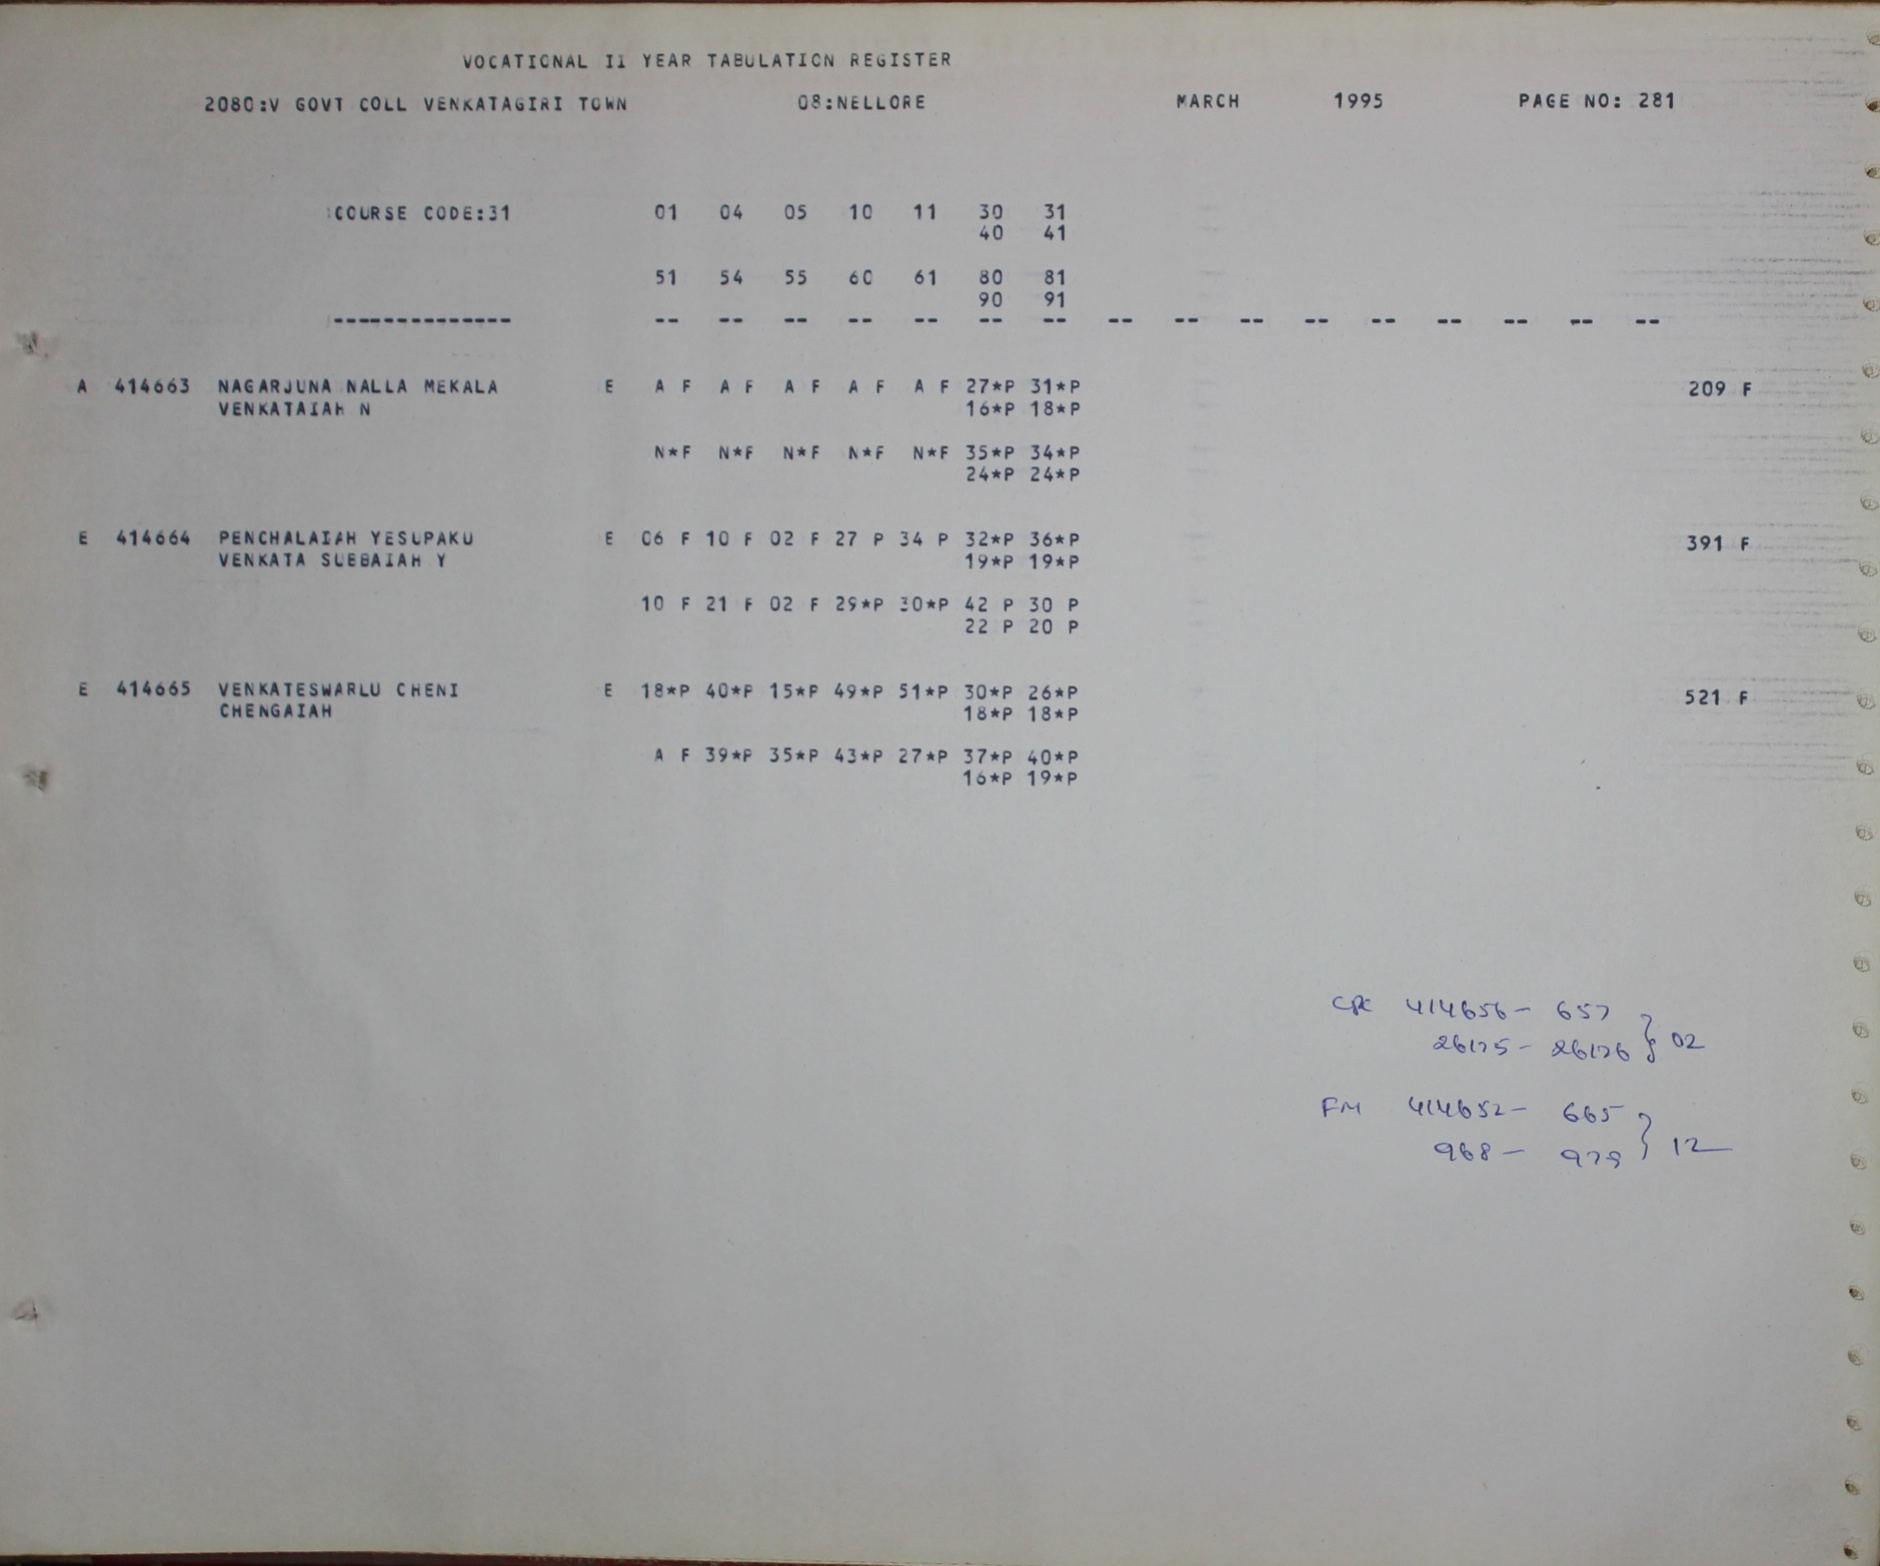 VOCATIONAL II YEAR TABULATION REGISTER
2080:V GOVT COLL VENKATAGIRI TOWN 08:NELLORE MARCH 1995 PAGE NO: 281
COURSE CODE:31 01 04 05 10 11 30 31
40 41
51 54 55 60 61 80 81
90 91
-------------- -- -- -- -- -- -- -- -- -- -- -- -- -- -- -- --
A 414663 NAGARJUNA NALLA MEKALA E A F A F A F A F A F 27*P 31*P 209 F
VENKATAIAH N 16*P 18*P
N*F N*F N*F N*F N*F 35*P 34*P
24*P 24*P
E 414664 PENCHALAIAH YESUPAKU E 06 F 10 F 02 F 27 P 34 P 32*P 36*P 391 F
VENKATA SUBBAIAH Y 19*P 19*P
10 F 21 F 02 F 29*P 30*P 42 P 30 P
22 P 20 P
E 414665 VENKATESWARLU CHENI E 18*P 40*P 15*P 49*P 51*P 30*P 26*P 521 F
CHENGAIAH 18*P 18*P
A F 39*P 35*P 43*P 27*P 37*P 40*P
16*P 19*P
414656- 657
26175- 26176 } 02
FM 414652- 665
968- 979 } 12